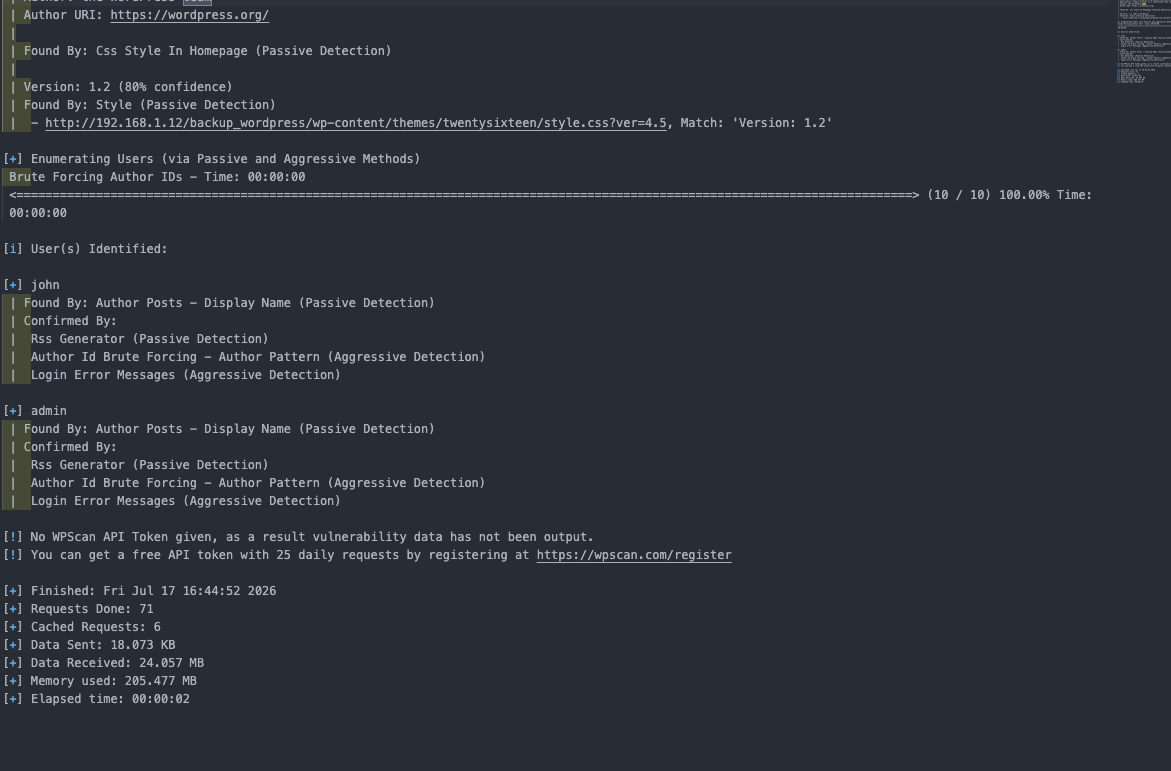 | Author: the WordPress team
| Author URI: https://wordpress.org/
|
| Found By: Css Style In Homepage (Passive Detection)
|
| Version: 1.2 (80% confidence)
| Found By: Style (Passive Detection)
|  - http://192.168.1.12/backup_wordpress/wp-content/themes/twentysixteen/style.css?ver=4.5, Match: 'Version: 1.2'
[+] Enumerating Users (via Passive and Aggressive Methods)
Brute Forcing Author IDs - Time: 00:00:00
<============================================================================================================================> (10 / 10) 100.00% Time:
00:00:00
[i] User(s) Identified:
[+] john
| Found By: Author Posts - Display Name (Passive Detection)
| Confirmed By:
|  Rss Generator (Passive Detection)
|  Author Id Brute Forcing - Author Pattern (Aggressive Detection)
|  Login Error Messages (Aggressive Detection)
[+] admin
| Found By: Author Posts - Display Name (Passive Detection)
| Confirmed By:
|  Rss Generator (Passive Detection)
|  Author Id Brute Forcing - Author Pattern (Aggressive Detection)
|  Login Error Messages (Aggressive Detection)
[!] No WPScan API Token given, as a result vulnerability data has not been output.
[!] You can get a free API token with 25 daily requests by registering at https://wpscan.com/register
[+] Finished: Fri Jul 17 16:44:52 2026
[+] Requests Done: 71
[+] Cached Requests: 6
[+] Data Sent: 18.073 KB
[+] Data Received: 24.057 MB
[+] Memory used: 205.477 MB
[+] Elapsed time: 00:00:02